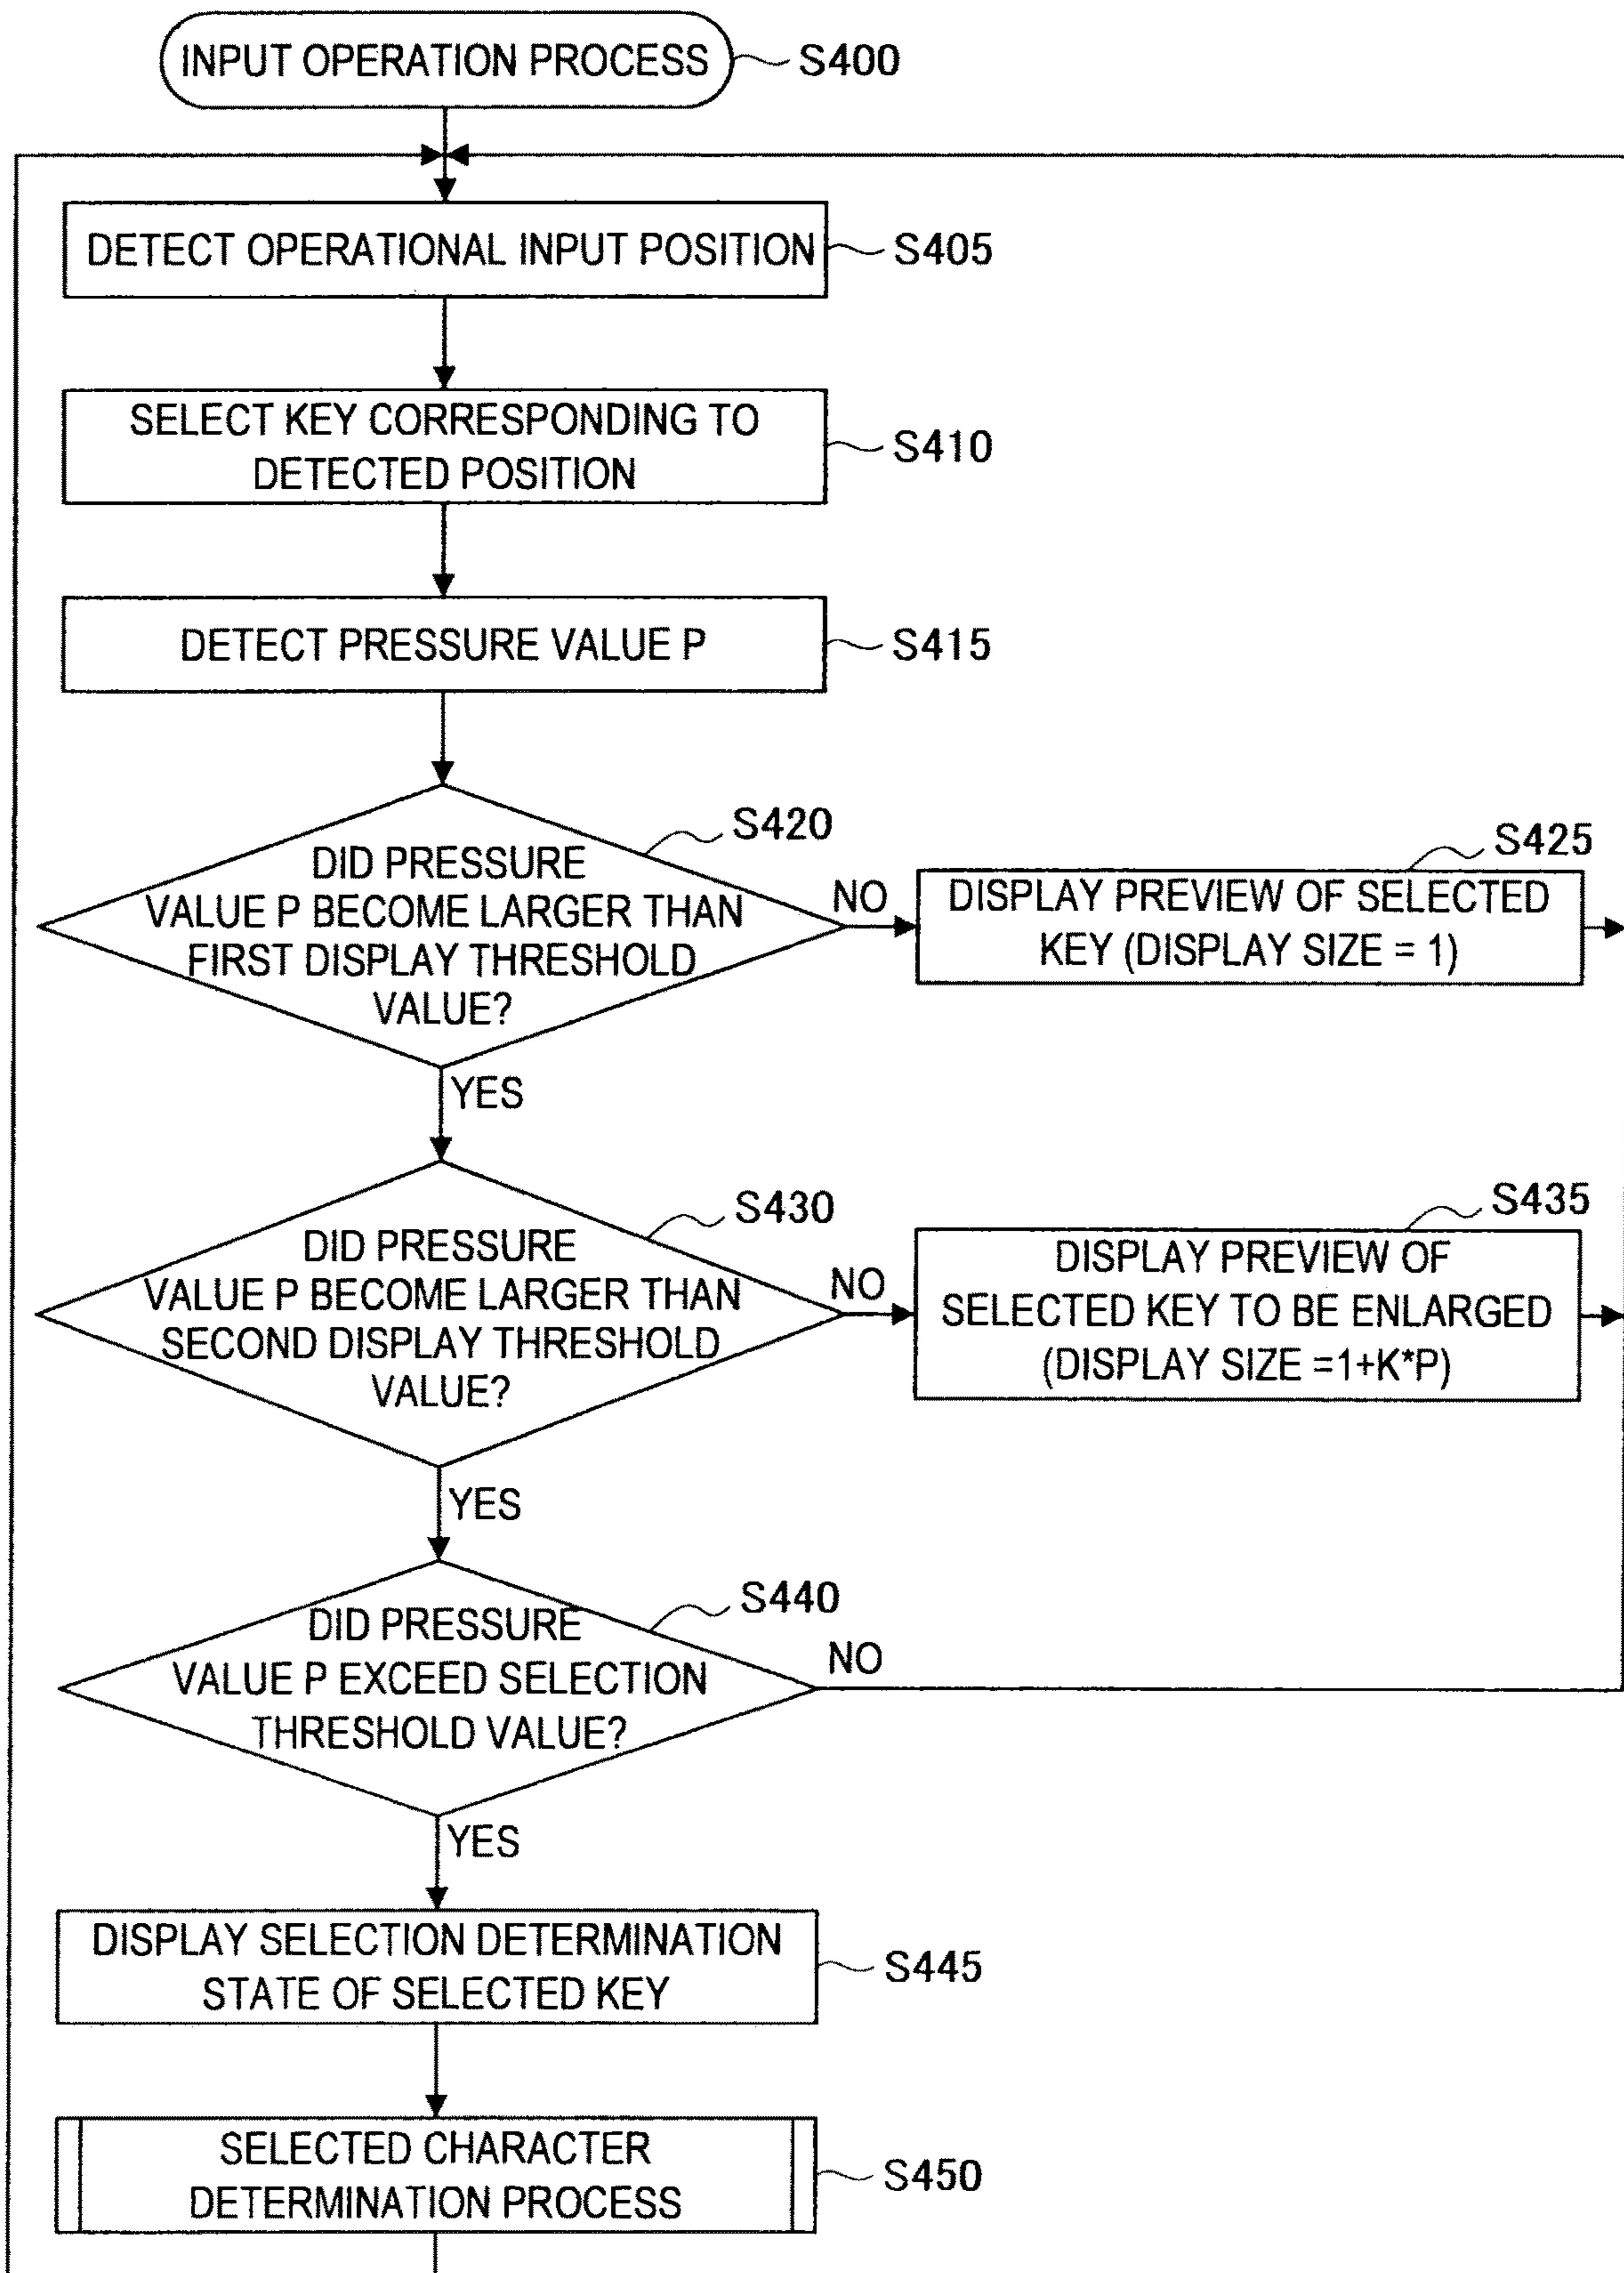 INPUT OPERATION PROCESS
S400
DETECT OPERATIONAL INPUT POSITION
S405
SELECT KEY CORRESPONDING TO
DETECTED POSITION
S410
DETECT PRESSURE VALUE P
S415
S420
DID PRESSURE
VALUE P BECOME LARGER THAN
FIRST DISPLAY THRESHOLD
VALUE?
NO
S425
DISPLAY PREVIEW OF SELECTED
KEY (DISPLAY SIZE = 1)
YES
S430
DID PRESSURE
VALUE P BECOME LARGER THAN
SECOND DISPLAY THRESHOLD
VALUE?
NO
S435
DISPLAY PREVIEW OF
SELECTED KEY TO BE ENLARGED
(DISPLAY SIZE =1+K*P)
YES
S440
DID PRESSURE
VALUE P EXCEED SELECTION
THRESHOLD VALUE?
NO
YES
DISPLAY SELECTION DETERMINATION
STATE OF SELECTED KEY
S445
SELECTED CHARACTER
DETERMINATION PROCESS
S450